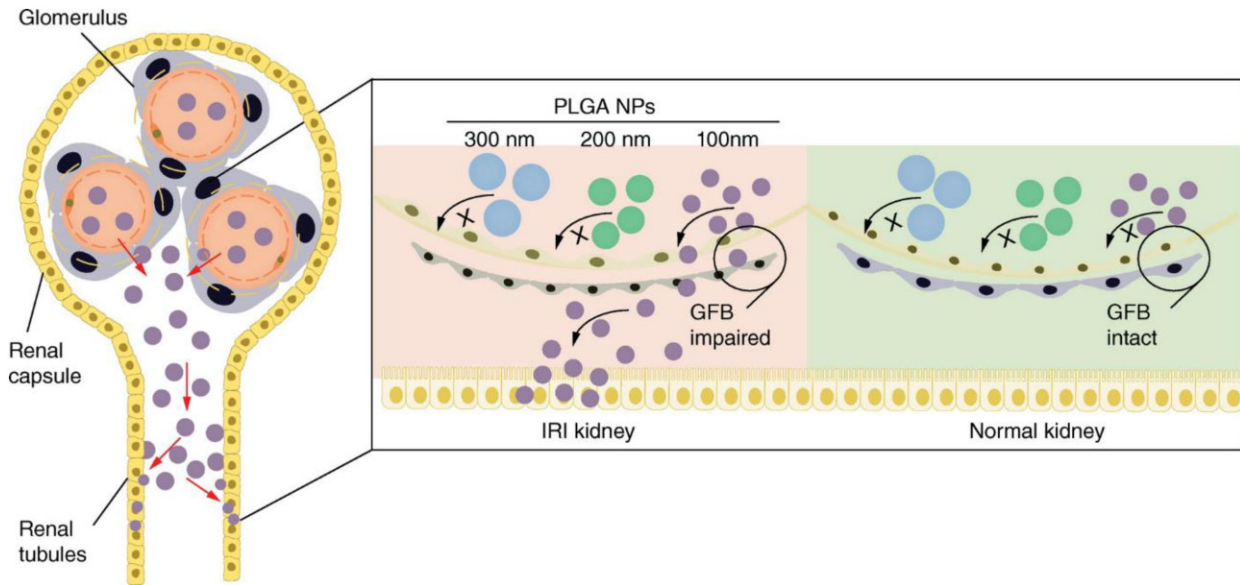 Glomerulus
Renal
capsule
Renal
tubules
PLGA NPs
300 nm 200 nm 100nm
X X X X X
GFB
impaired
GFB
intact
IRI kidney
Normal kidney